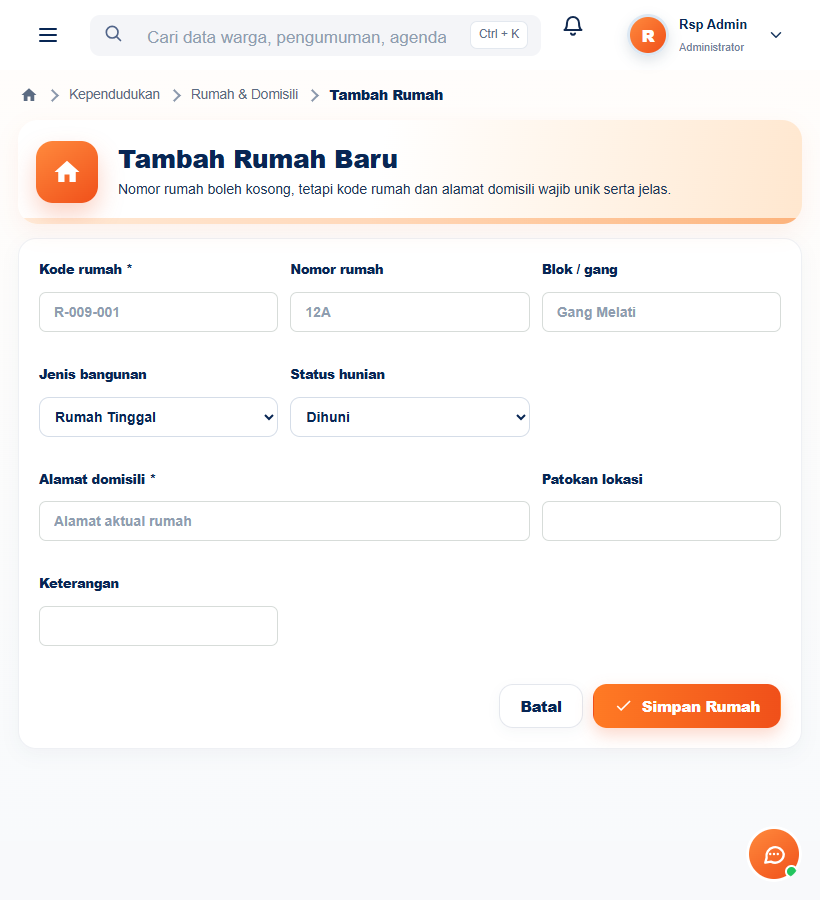 Cari data warga, pengumuman, agenda
Ctrl + K
R
Rsp Admin
Administrator
Kependudukan
Rumah & Domisili
Tambah Rumah
Tambah Rumah Baru
Nomor rumah boleh kosong, tetapi kode rumah dan alamat domisili wajib unik serta jelas.
Kode rumah *
Nomor rumah
Blok / gang
R-009-001
12A
Gang Melati
Jenis bangunan
Status hunian
Rumah Tinggal
Dihuni
Alamat domisili *
Patokan lokasi
Alamat aktual rumah
Keterangan
Batal
Simpan Rumah